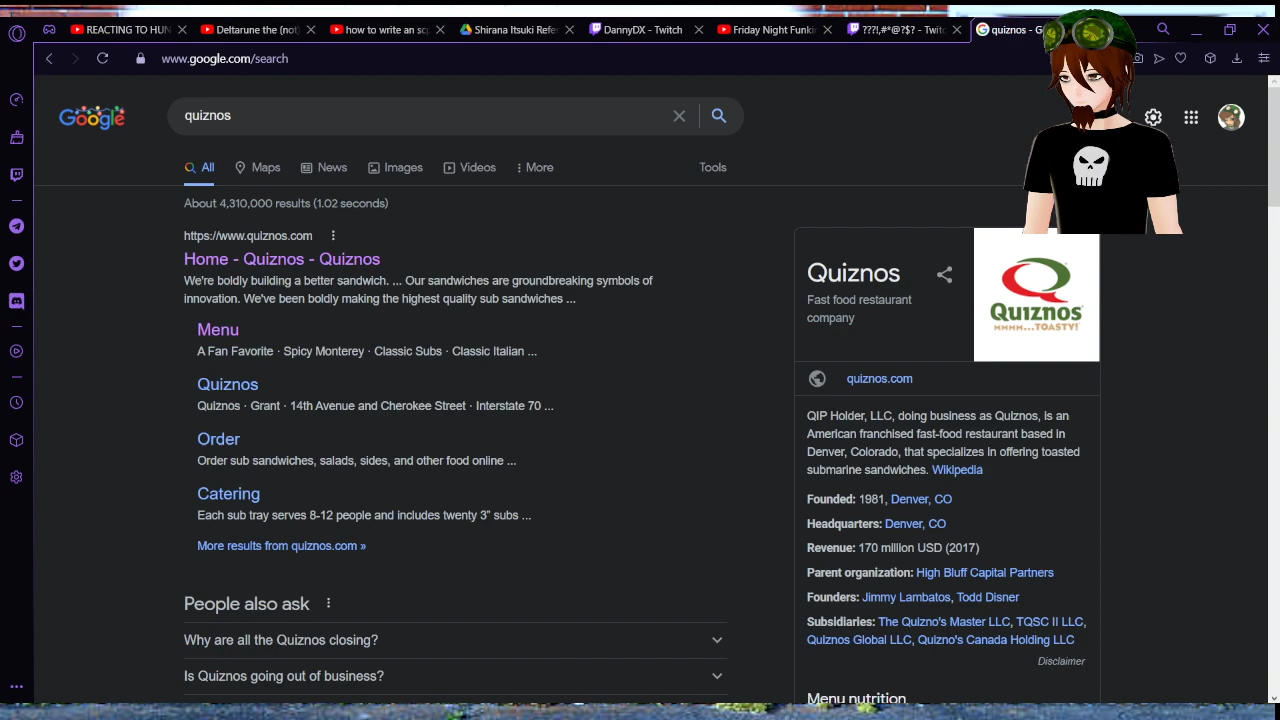 REACTING TO HUN
Deltarune the (not)
how to write an sc
Shirana Itsuki Refer
DannyDX - Twitch
Friday Night Funki
???!,#*@?$? - Twitc
quiznos - G
www.google.com/search
Google
quiznos
All
Maps
News
Images
Videos
More
Tools
About 4,310,000 results (1.02 seconds)
https://www.quiznos.com
Home - Quiznos - Quiznos
We're boldly building a better sandwich. ... Our sandwiches are groundbreaking symbols of
innovation. We've been boldly making the highest quality sub sandwiches ...
Menu
A Fan Favorite · Spicy Monterey · Classic Subs · Classic Italian ...
Quiznos
Quiznos · Grant · 14th Avenue and Cherokee Street · Interstate 70 ...
Order
Order sub sandwiches, salads, sides, and other food online ...
Catering
Each sub tray serves 8-12 people and includes twenty 3” subs ...
More results from quiznos.com »
People also ask
Why are all the Quiznos closing?
Is Quiznos going out of business?
Quiznos
Fast food restaurant
company
QUIZNOS
MMMM...TOASTY!
quiznos.com
QIP Holder, LLC, doing business as Quiznos, is an
American franchised fast-food restaurant based in
Denver, Colorado, that specializes in offering toasted
submarine sandwiches. Wikipedia
Founded: 1981, Denver, CO
Headquarters: Denver, CO
Revenue: 170 million USD (2017)
Parent organization: High Bluff Capital Partners
Founders: Jimmy Lambatos, Todd Disner
Subsidiaries: The Quizno's Master LLC, TQSC II LLC,
Quiznos Global LLC, Quizno's Canada Holding LLC
Disclaimer
Menu nutrition